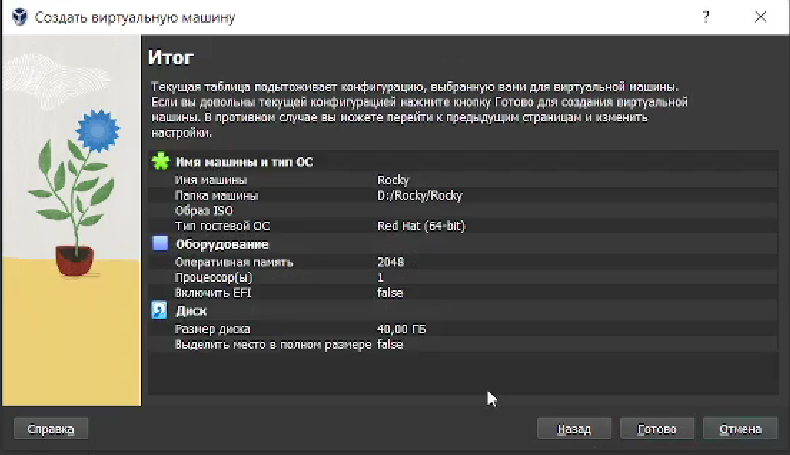 Создать виртуальную машину
?
Итог
Текущая таблица подытоживает конфигурацию, выбранную вами для виртуальной машины.
Если вы довольны текущей конфигурацией нажмите кнопку Готово для создания виртуальной
машины. В противном случае вы можете перейти к предыдущим страницам и изменить
настройки.
Имя машины и тип ОС
Имя машины Rocky
Папка машины D:/Rocky/Rocky
Образ ISO
Тип гостевой ОС Red Hat (64-bit)
Оборудование
Оперативная память 2048
Процессор(ы) 1
Включить EFI false
Диск
Размер диска 40,00 ГБ
Выделить место в полном размере false
Справка Назад Готово Отмена